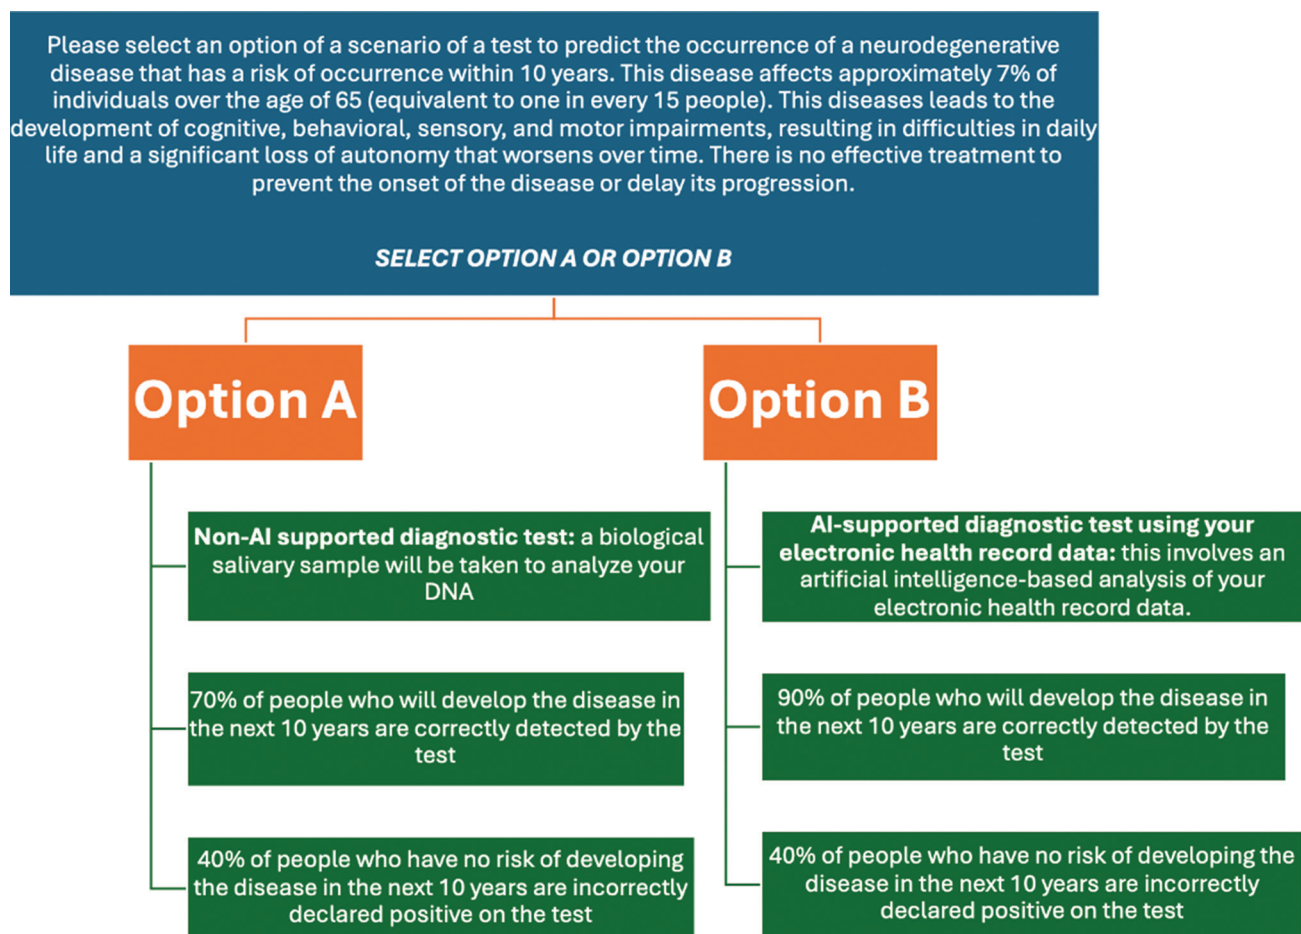 Please select an option of a scenario of a test to predict the occurrence of a neurodegenerative
disease that has a risk of occurrence within 10 years. This disease affects approximately 7% of
individuals over the age of 65 (equivalent to one in every 15 people). This diseases leads to the
development of cognitive, behavioral, sensory, and motor impairments, resulting in difficulties in daily
life and a significant loss of autonomy that worsens over time. There is no effective treatment to
prevent the onset of the disease or delay its progression.
SELECT OPTION A OR OPTION B
Option A
Non-AI supported diagnostic test: a biological
salivary sample will be taken to analyze your
DNA
70% of people who will develop the disease in
the next 10 years are correctly detected by the
test
40% of people who have no risk of developing
the disease in the next 10 years are incorrectly
declared positive on the test
Option B
AI-supported diagnostic test using your
electronic health record data: this involves an
artificial intelligence-based analysis of your
electronic health record data.
90% of people who will develop the disease in
the next 10 years are correctly detected by the
test
40% of people who have no risk of developing the
disease in the next 10 years are incorrectly
declared positive on the test